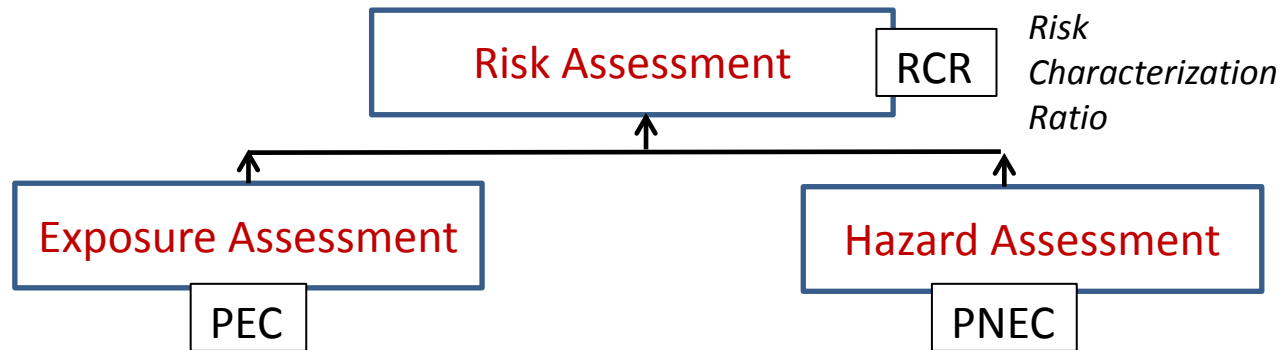 Risk Assessment
RCR
Risk
Characterization
Ratio
Exposure Assessment
PEC
Hazard Assessment
PNEC